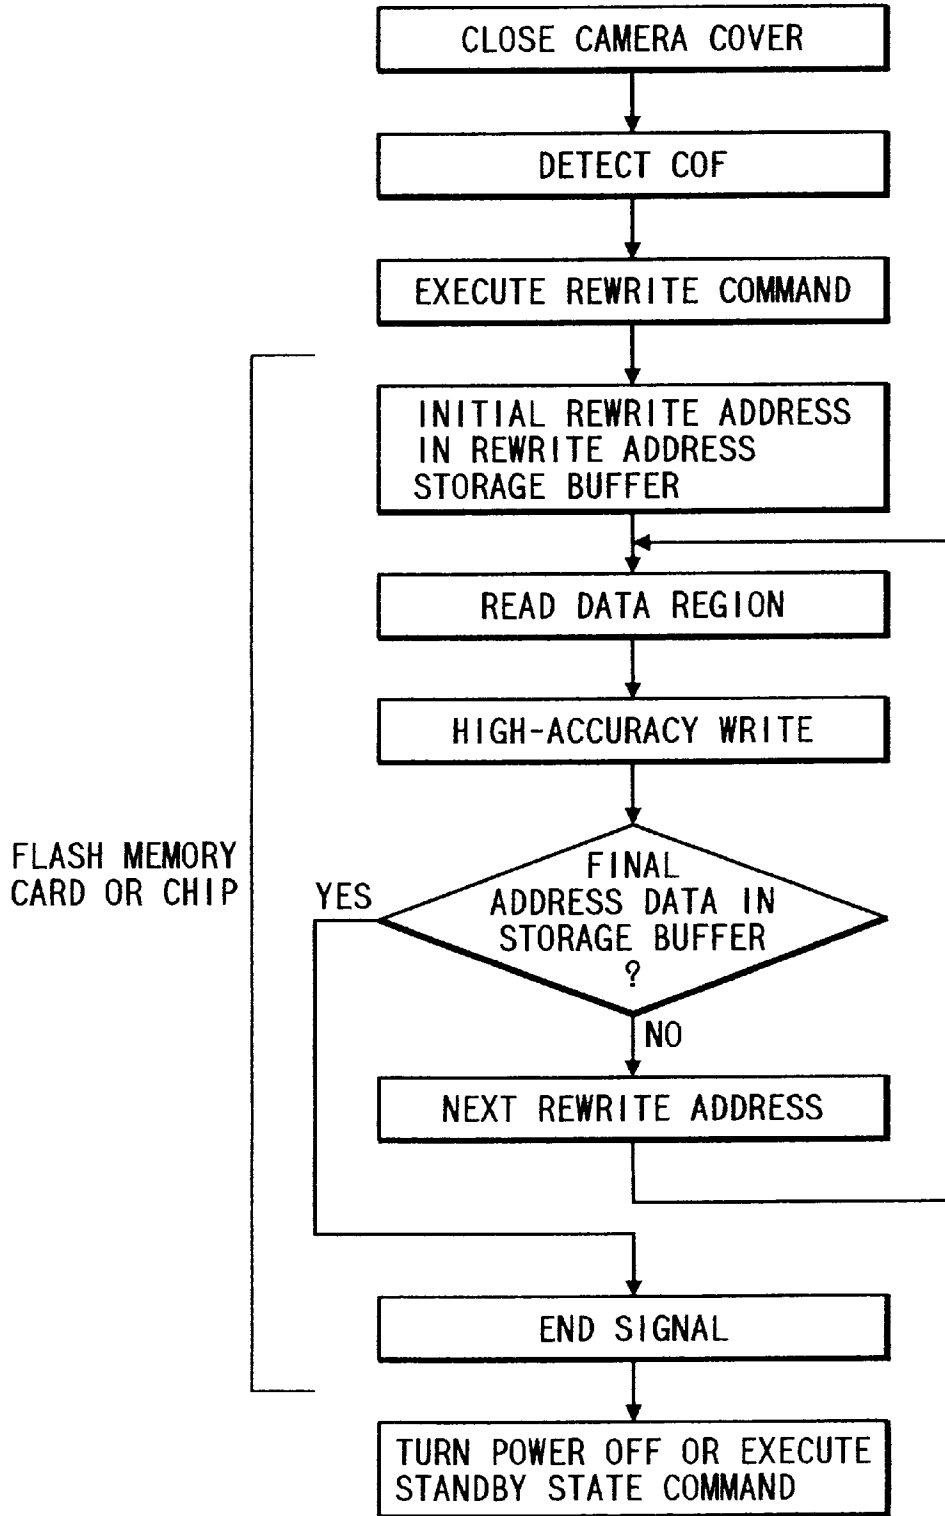 CLOSE CAMERA COVER
DETECT COF
EXECUTE REWRITE COMMAND
INITIAL REWRITE ADDRESS
IN REWRITE ADDRESS
STORAGE BUFFER
READ DATA REGION
HIGH-ACCURACY WRITE
FLASH MEMORY
CARD OR CHIP
YES
FINAL
ADDRESS DATA IN
STORAGE BUFFER
?
NO
NEXT REWRITE ADDRESS
END SIGNAL
TURN POWER OFF OR EXECUTE
STANDBY STATE COMMAND